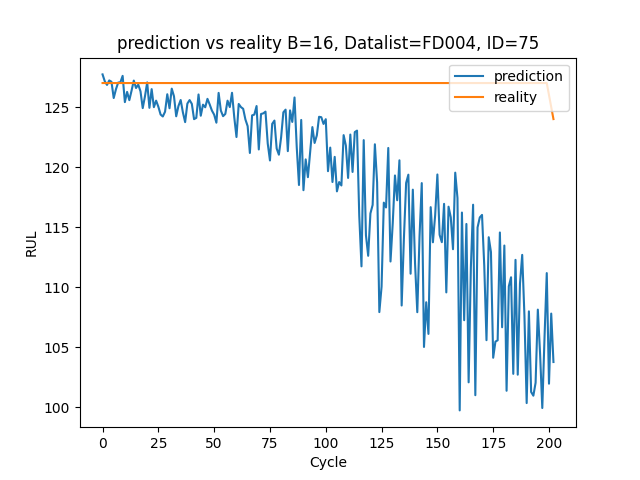 prediction vs reality B=16, Datalist=FD004, ID=75
prediction
reality
RUL
125
120
115
110
105
100
0 25 50 75 100 125 150 175 200
Cycle